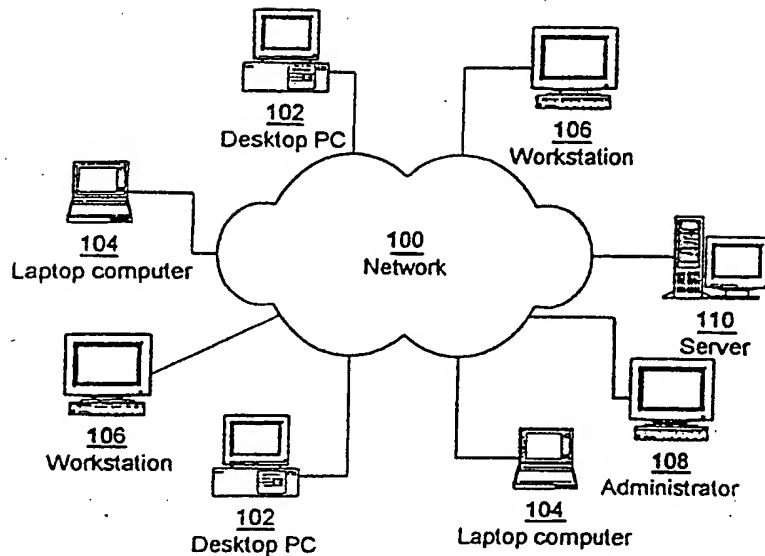 102
Desktop PC
106
Workstation
104
Laptop computer
100
Network
110
Server
106
Workstation
108
Administrator
102
Desktop PC
104
Laptop computer